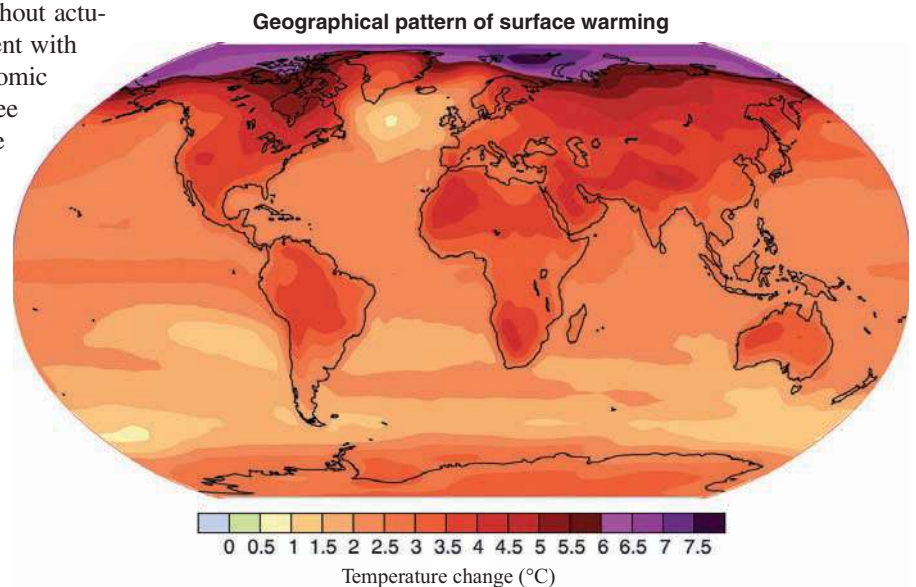 hout actu-
ent with
omic
ee
e
Geographical pattern of surface warming
0 0.5 1 1.5 2 2.5 3 3.5 4 4.5 5 5.5 6 6.5 7 7.5
Temperature change (°C)